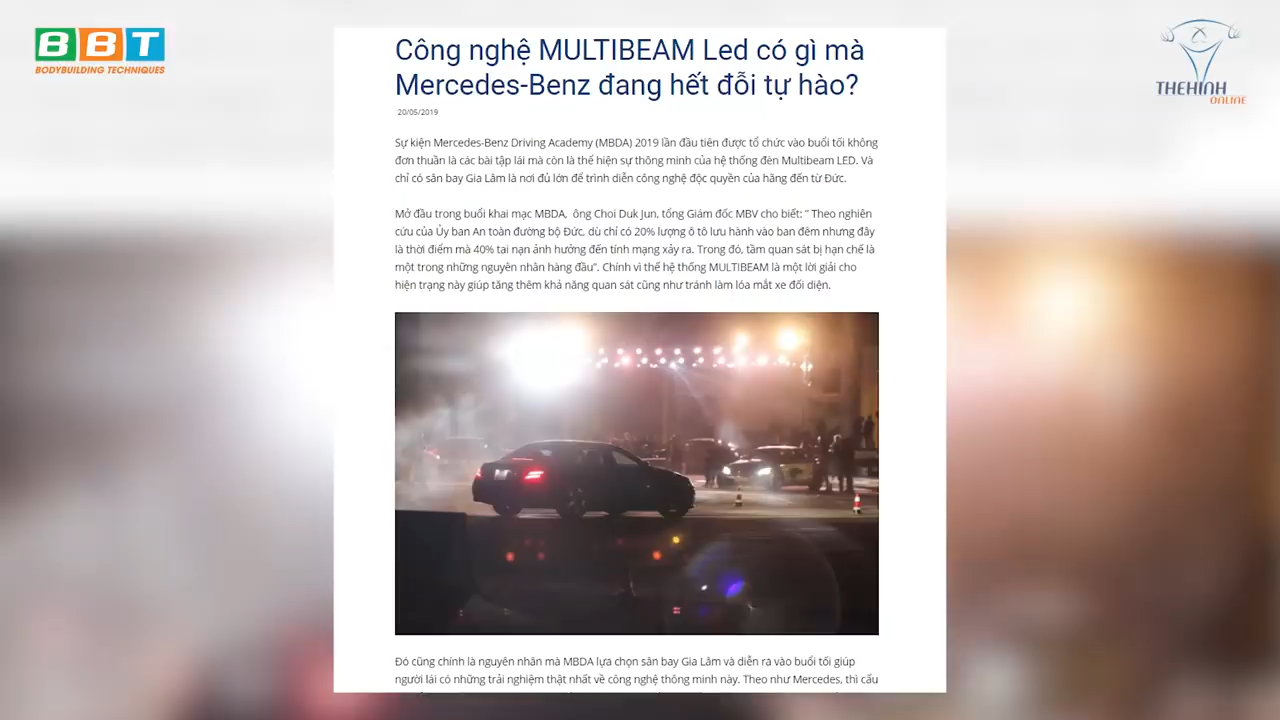 BBT
BODYBUILDING TECHNIQUES
THEHINH
ONLINE
Công nghệ MULTIBEAM Led có gì mà
Mercedes-Benz đang hết đỗi tự hào?
20/05/2019
Sự kiện Mercedes-Benz Driving Academy (MBDA) 2019 lần đầu tiên được tổ chức vào buổi tối không
đơn thuần là các bài tập lái mà còn là thể hiện sự thông minh của hệ thống đèn Multibeam LED. Và
chỉ có sân bay Gia Lâm là nơi đủ lớn để trình diễn công nghệ độc quyền của hãng đến từ Đức.
Mở đầu trong buổi khai mạc MBDA, ông Choi Duk Jun, tổng Giám đốc MBV cho biết: " Theo nghiên
cứu của Ủy ban An toàn đường bộ Đức, dù chỉ có 20% lượng ô tô lưu hành vào ban đêm nhưng đây
là thời điểm mà 40% tai nạn ảnh hưởng đến tính mạng xảy ra. Trong đó, tầm quan sát bị hạn chế là
một trong những nguyên nhân hàng đầu". Chính vì thế hệ thống MULTIBEAM là một lời giải cho
hiện trạng này giúp tăng thêm khả năng quan sát cũng như tránh làm lóa mắt xe đối diện.
Đó cũng chính là nguyên nhân mà MBDA lựa chọn sân bay Gia Lâm và diễn ra vào buổi tối giúp
người lái có những trải nghiệm thật nhất về công nghệ thông minh này. Theo như Mercedes, thì cấu